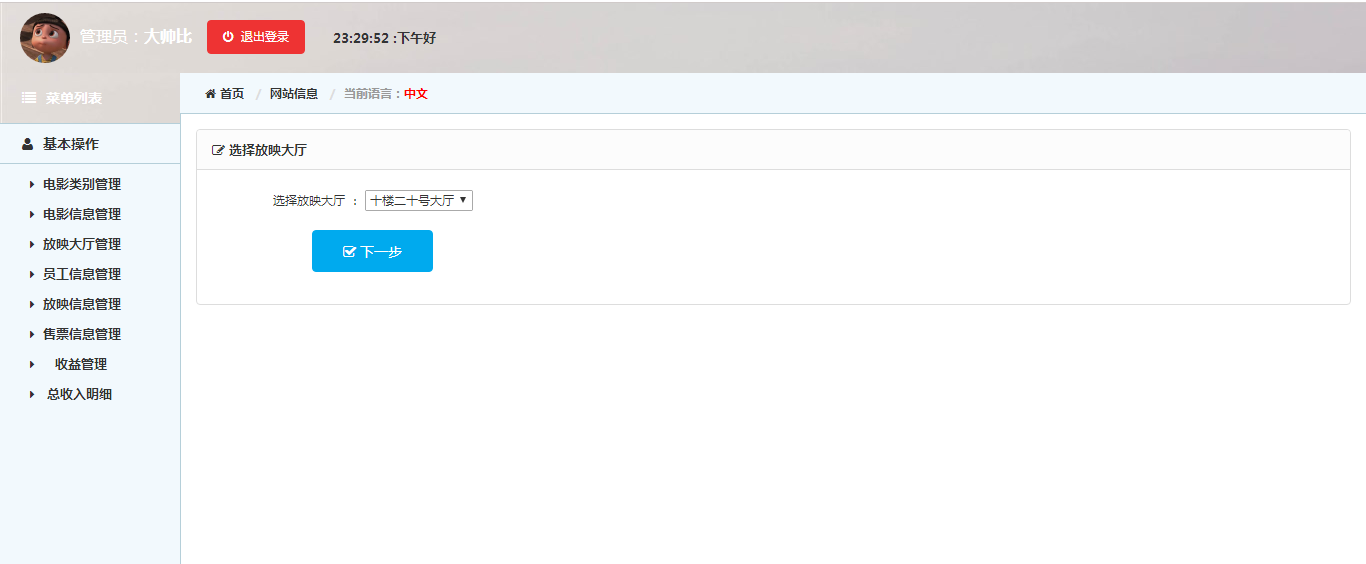 管理员：大帅比 退出登录 23:29:52 :下午好
菜单列表
首页 / 网站信息 / 当前语言：中文
基本操作
电影类别管理
电影信息管理
放映大厅管理
员工信息管理
放映信息管理
售票信息管理
收益管理
总收入明细
选择放映大厅
选择放映大厅 ： 十楼二十号大厅
下一步